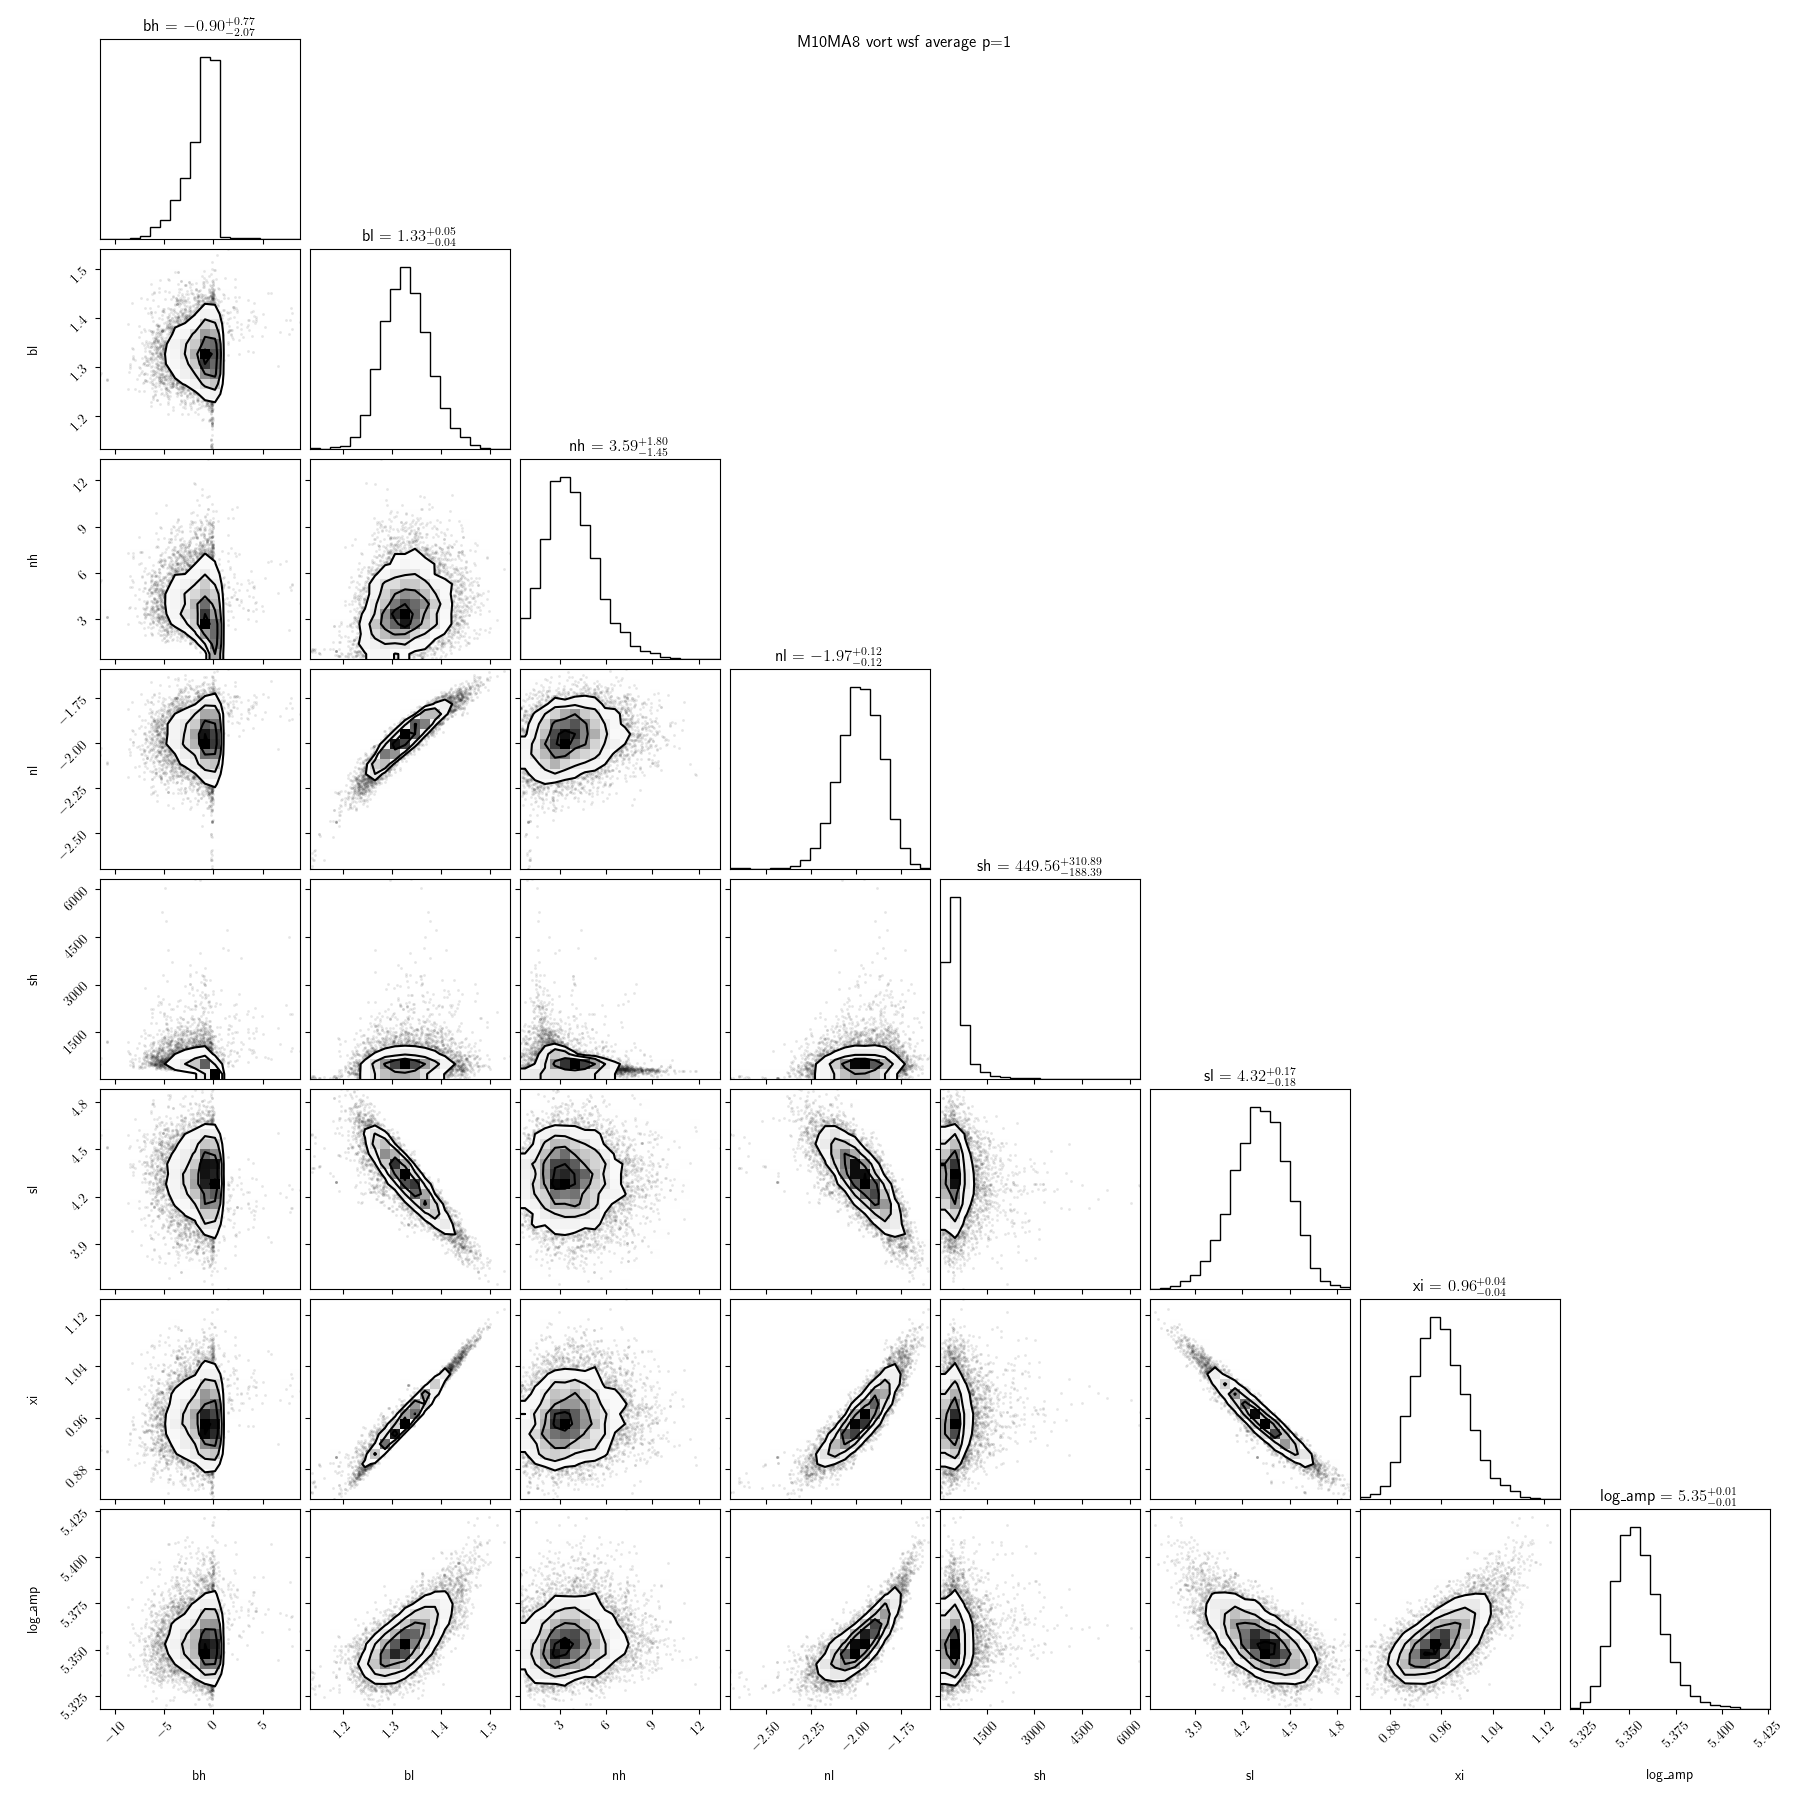 bh = −0.90 +0.77 −2.07
M10MA8 vort wsf average p=1
bl = 1.33 +0.05 −0.04
1.5
1.4
1.3
1.2
bl
nh = 3.59 +1.80 −1.45
12
9
6
3
nh
nl = −1.97 +0.12 −0.12
−1.75
−2.00
−2.25
−2.50
nl
sh = 449.56 +310.89 −188.39
6000
4500
3000
1500
sh
sl = 4.32 +0.17 −0.18
4.8
4.5
4.2
3.9
sl
xi = 0.96 +0.04 −0.04
1.12
1.04
0.96
0.88
xi
log_amp = 5.35 +0.01 −0.01
5.425
5.400
5.375
5.350
5.325
log_amp
−10 −5 0 5
1.2 1.3 1.4 1.5
3 6 9 12
−2.50 −2.25 −2.00 −1.75
1500 3000 4500 6000
3.9 4.2 4.5 4.8
0.88 0.96 1.04 1.12
5.325 5.350 5.375 5.400 5.425
bh bl nh nl sh sl xi log_amp